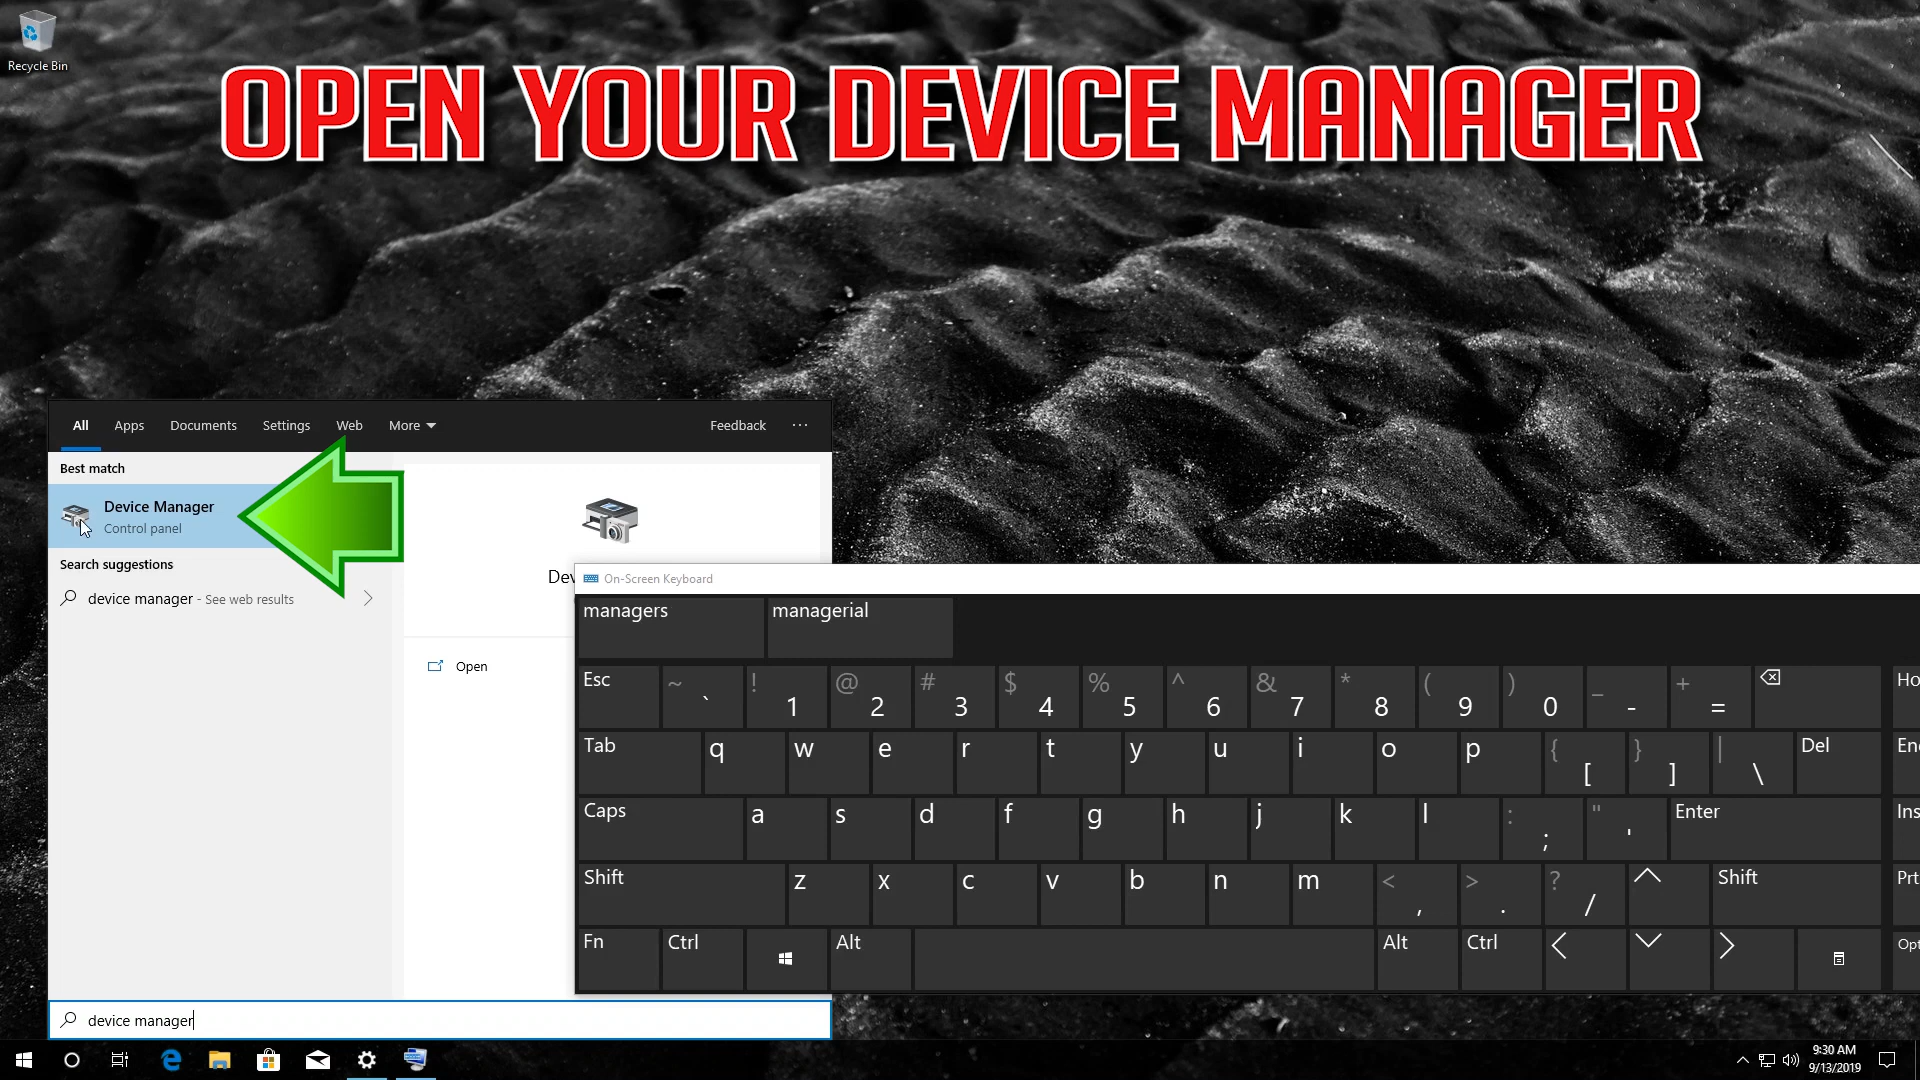 Recycle Bin
OPEN YOUR DEVICE MANAGER
All Apps Documents Settings Web More Feedback ...
Best match
Device Manager
Control panel
Search suggestions
device manager - See web results
Open
On-Screen Keyboard
managers managerial
Esc ~ ` ! 1 @ 2 # 3 $ 4 % 5 ^ 6 & 7 * 8 ( 9 ) 0 _ - + =
Tab q w e r t y u i o p { [ } ] | \ Del
Caps a s d f g h j k l : ; " ' Enter Ins
Shift z x c v b n m < , > . ? / Shift Prt
Fn Ctrl Alt Alt Ctrl Opt
device manager
9:30 AM
9/13/2019